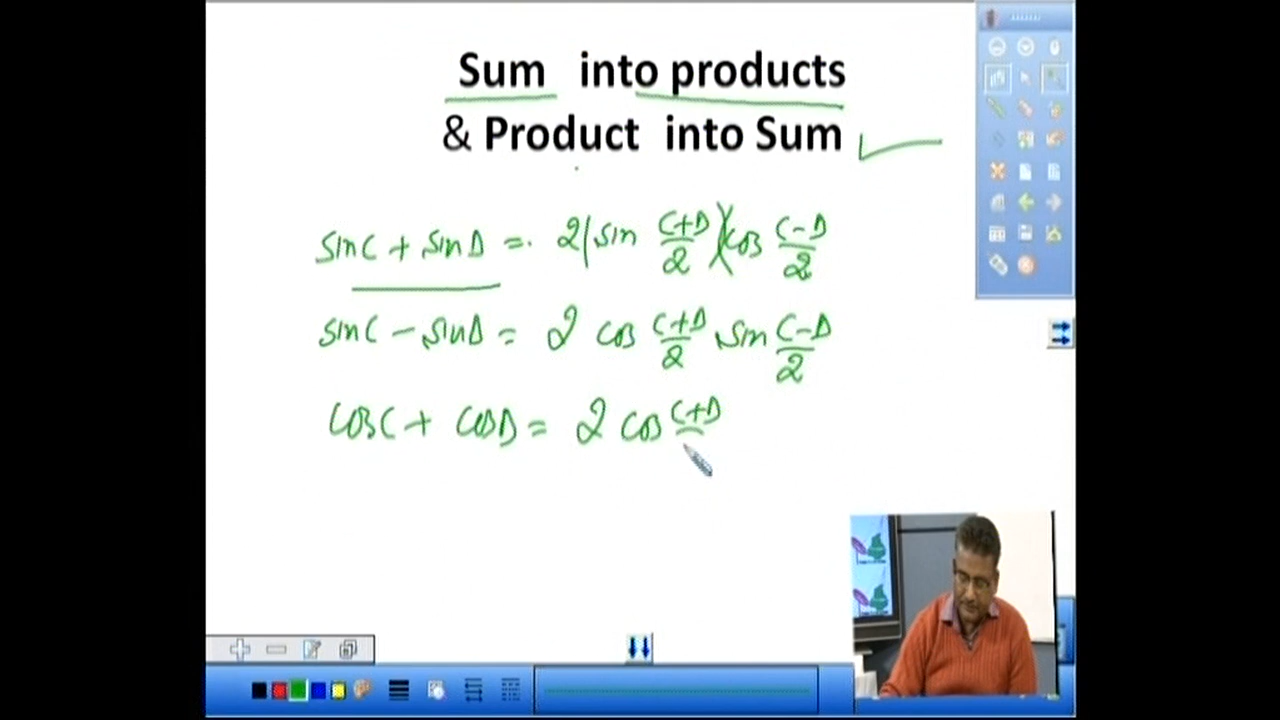 Sum into products
& Product into Sum
sinC + sinD = 2(sin (C+D)/2)(cos (C-D)/2
sinC - sinD = 2 cos (C+D)/2 . sin (C-D)/2
cosC + cosD = 2 cos C+D